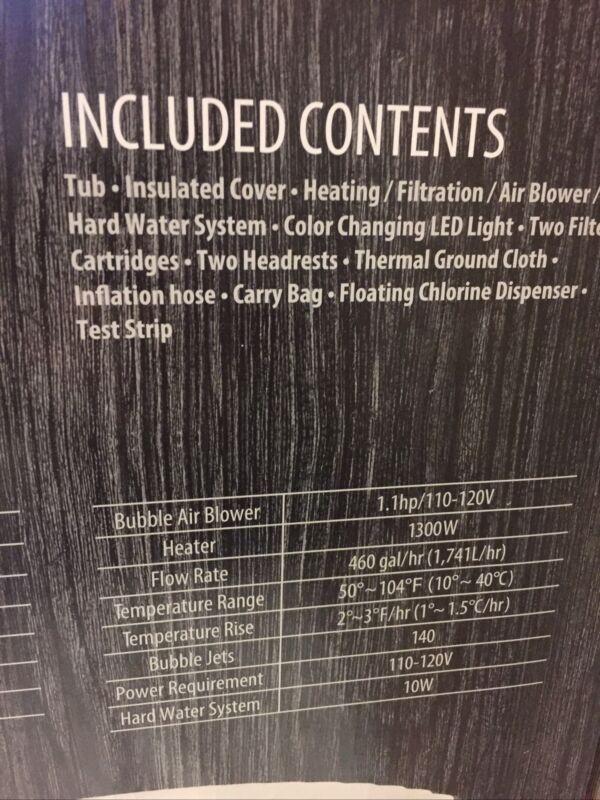 INCLUDED CONTENTS
Tub • Insulated Cover • Heating / Filtration / Air Blower /
Hard Water System • Color Changing LED Light • Two Filte
Cartridges • Two Headrests • Thermal Ground Cloth •
Inflation hose • Carry Bag • Floating Chlorine Dispenser •
Test Strip
Bubble Air Blower 1.1hp/110-120V
Heater 1300W
Flow Rate 460 gal/hr (1,741L/hr)
Temperature Range 50°~ 104°F (10°~ 40°C)
Temperature Rise 2°~3°F/hr (1°~ 1.5°C/hr)
Bubble Jets 140
Power Requirement 110-120V
Hard Water System 10W